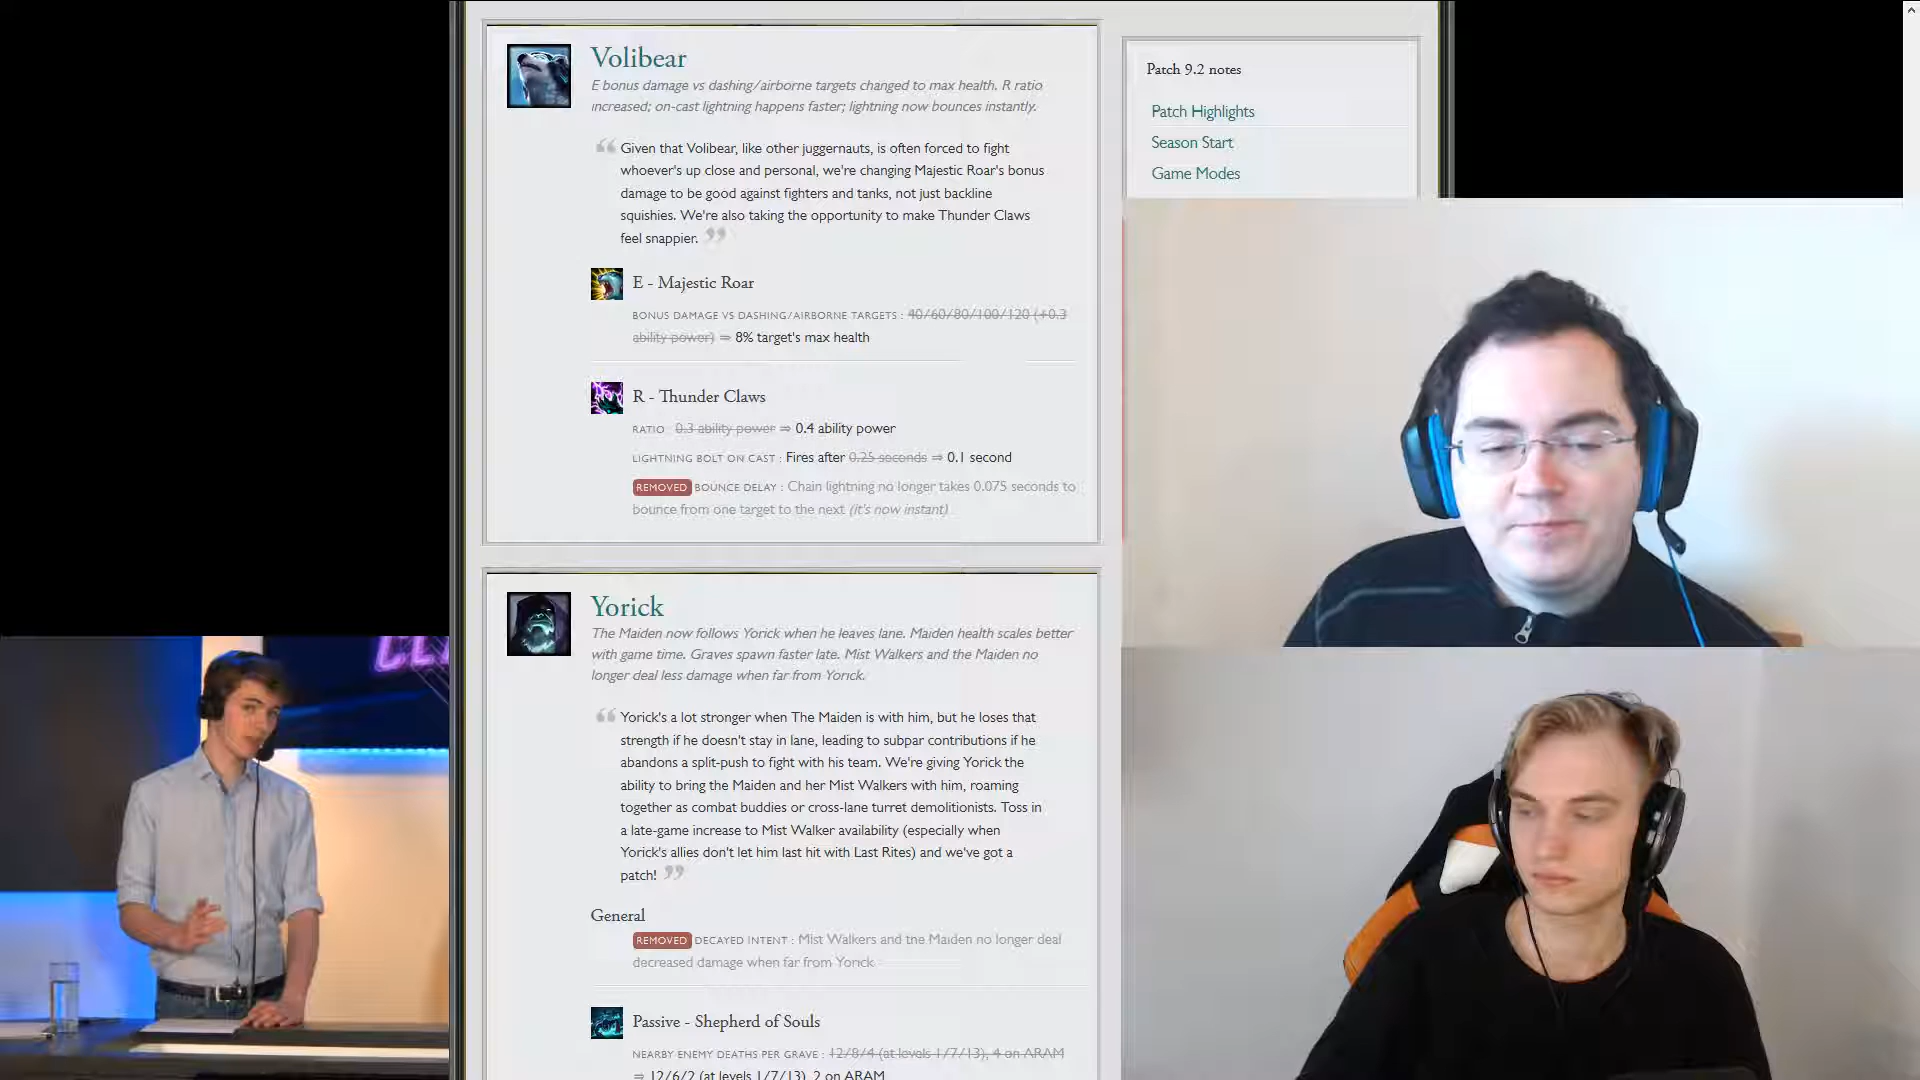 Volibear
E bonus damage vs dashing/airborne targets changed to max health. R ratio
increased; on-cast lightning happens faster; lightning now bounces instantly.
Given that Volibear, like other juggernauts, is often forced to fight
whoever's up close and personal, we're changing Majestic Roar's bonus
damage to be good against fighters and tanks, not just backline
squishies. We're also taking the opportunity to make Thunder Claws
feel snappier.
E - Majestic Roar
BONUS DAMAGE VS DASHING/AIRBORNE TARGETS : 40/60/80/100/120 (+0.3
ability power) ⇒ 8% target's max health
R - Thunder Claws
RATIO : 0.3 ability power ⇒ 0.4 ability power
LIGHTNING BOLT ON CAST : Fires after 0.25 seconds ⇒ 0.1 second
REMOVED BOUNCE DELAY : Chain lightning no longer takes 0.075 seconds to
bounce from one target to the next (it's now instant)
Yorick
The Maiden now follows Yorick when he leaves lane. Maiden health scales better
with game time. Graves spawn faster late. Mist Walkers and the Maiden no
longer deal less damage when far from Yorick.
Yorick's a lot stronger when The Maiden is with him, but he loses that
strength if he doesn't stay in lane, leading to subpar contributions if he
abandons a split-push to fight with his team. We're giving Yorick the
ability to bring the Maiden and her Mist Walkers with him, roaming
together as combat buddies or cross-lane turret demolitionists. Toss in
a late-game increase to Mist Walker availability (especially when
Yorick's allies don't let him last hit with Last Rites) and we've got a
patch!
General
REMOVED DECAYED INTENT : Mist Walkers and the Maiden no longer deal
decreased damage when far from Yorick
Passive - Shepherd of Souls
NEARBY ENEMY DEATHS PER GRAVE : 12/8/4 (at levels 1/7/13), 4 on ARAM
⇒ 12/6/2 (at levels 1/7/13), 2 on ARAM
Patch 9.2 notes
Patch Highlights
Season Start
Game Modes